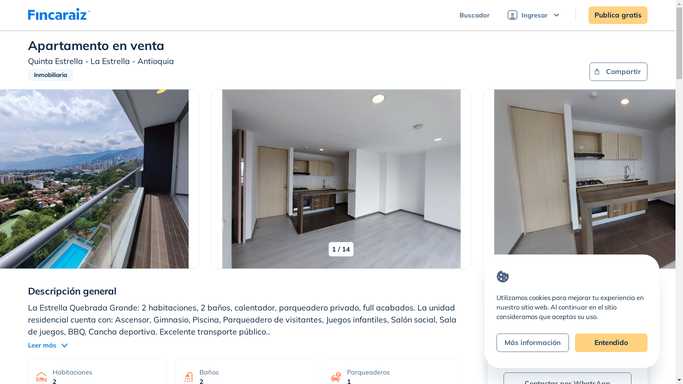 Fincaraiz
Buscador
Ingresar
Publica gratis
Apartamento en venta
Quinta Estrella - La Estrella - Antioquia
Inmobiliaria
Compartir
1 / 14
Descripción general
La Estrella Quebrada Grande: 2 habitaciones, 2 baños, calentador, parqueadero privado, full acabados. La unidad
residencial cuenta con: Ascensor, Gimnasio, Piscina, Parqueadero de visitantes, Juegos infantiles, Salón social, Sala
de juegos, BBQ, Cancha deportiva. Excelente transporte público..
Leer más
Habitaciones
2
Baños
2
Parqueaderos
1
Utilizamos cookies para mejorar tu experiencia en
nuestro sitio web. Al continuar en el sitio
consideramos que aceptas su uso.
Más información
Entendido
Contactar por WhatsApp